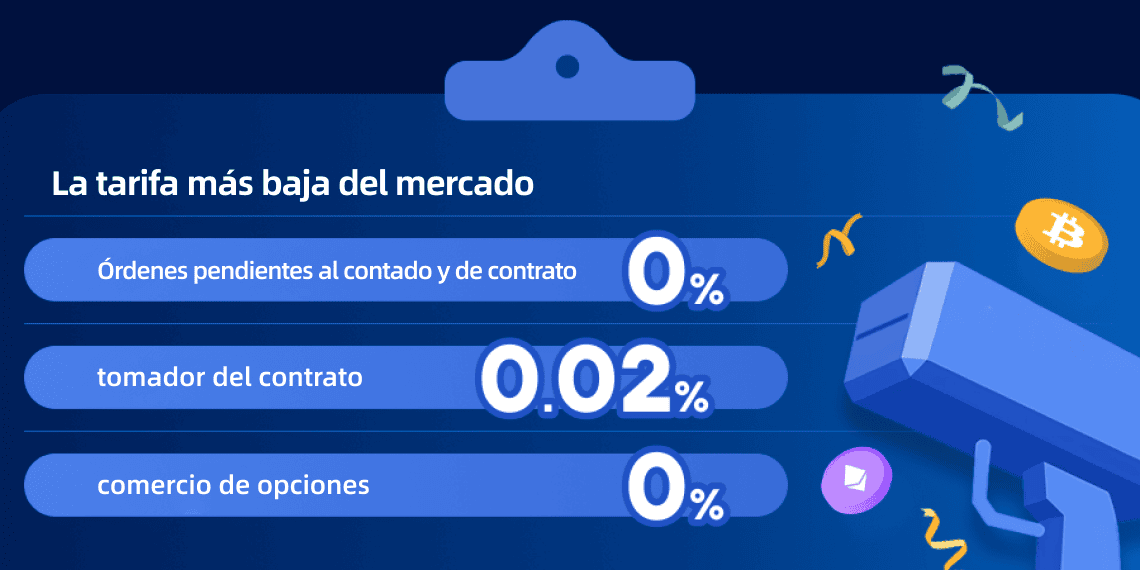 La tarifa más baja del mercado
Órdenes pendientes al contado y de contrato 0%
tomador del contrato 0.02%
comercio de opciones 0%